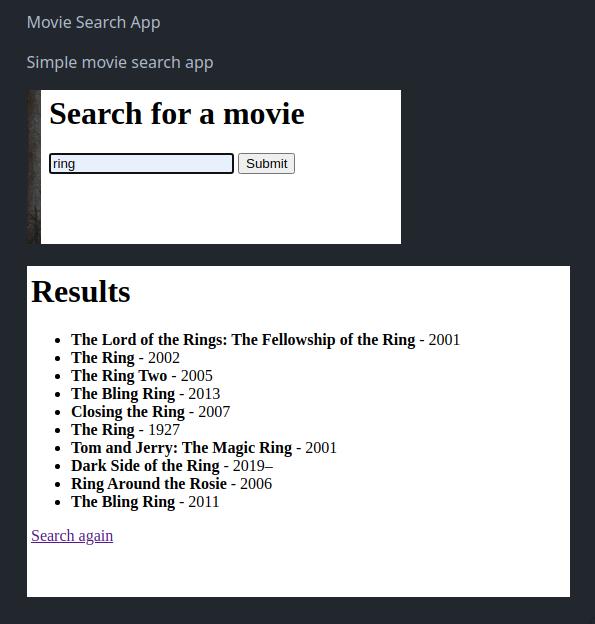 Movie Search App
Simple movie search app
Search for a movie
ring Submit
Results
The Lord of the Rings: The Fellowship of the Ring - 2001
The Ring - 2002
The Ring Two - 2005
The Bling Ring - 2013
Closing the Ring - 2007
The Ring - 1927
Tom and Jerry: The Magic Ring - 2001
Dark Side of the Ring - 2019–
Ring Around the Rosie - 2006
The Bling Ring - 2011
Search again